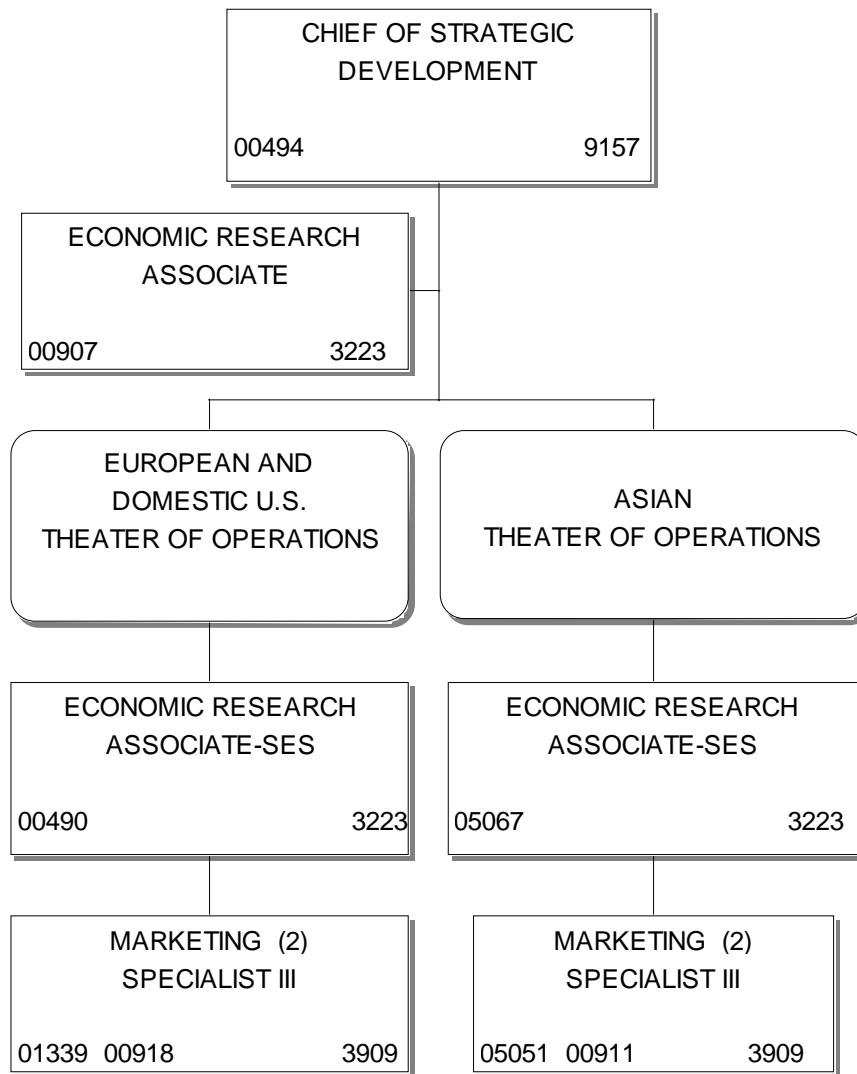 CHIEF OF STRATEGIC
DEVELOPMENT
00494 9157
ECONOMIC RESEARCH
ASSOCIATE
00907 3223
EUROPEAN AND
DOMESTIC U.S.
THEATER OF OPERATIONS
ASIAN
THEATER OF OPERATIONS
ECONOMIC RESEARCH
ASSOCIATE-SES
00490 3223
ECONOMIC RESEARCH
ASSOCIATE-SES
05067 3223
MARKETING (2)
SPECIALIST III
01339 00918 3909
MARKETING (2)
SPECIALIST III
05051 00911 3909